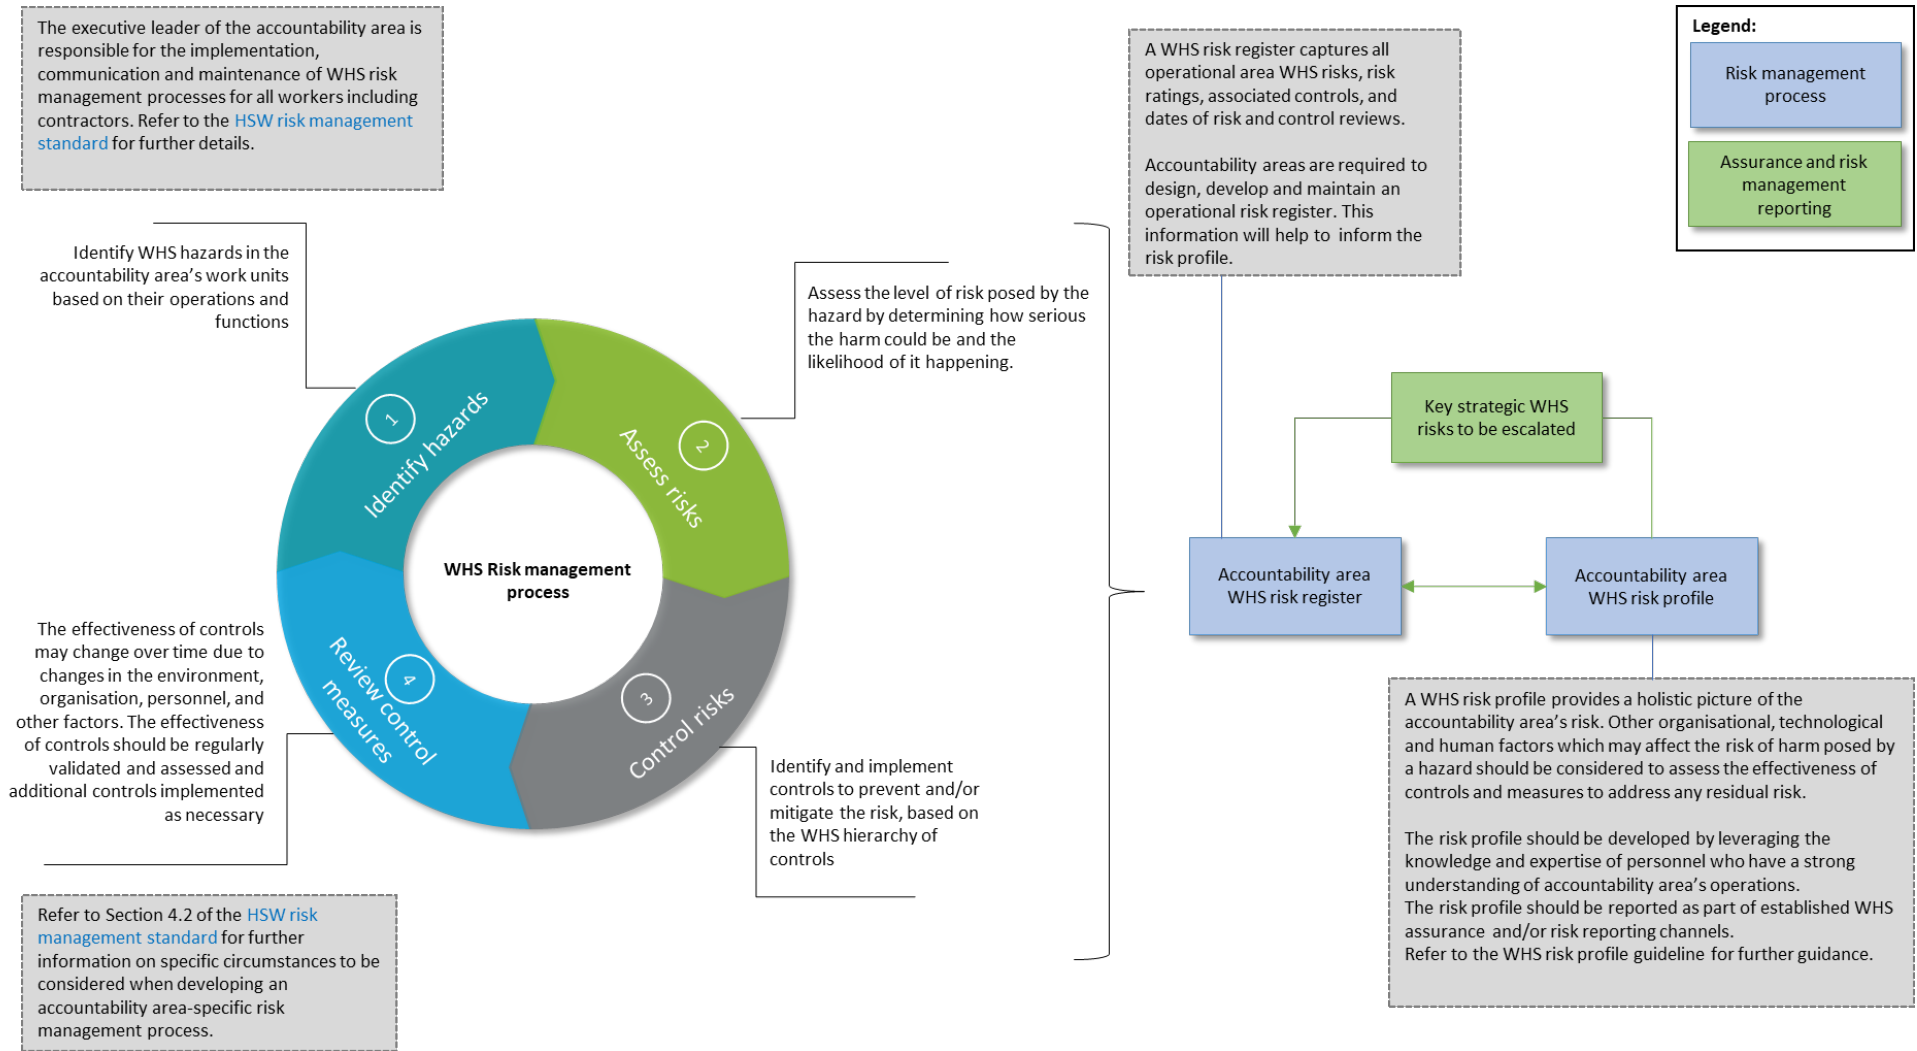 The executive leader of the accountability area is
responsible for the implementation,
communication and maintenance of WHS risk
management processes for all workers including
contractors. Refer to the HSW risk management
standard for further details.
A WHS risk register captures all
operational area WHS risks, risk
ratings, associated controls, and
dates of risk and control reviews.
Accountability areas are required to
design, develop and maintain an
operational risk register. This
information will help to inform the
risk profile.
Legend:
Risk management
process
Assurance and risk
management
reporting
Identify WHS hazards in the
accountability area’s work units
based on their operations and
functions
Assess the level of risk posed by the
hazard by determining how serious
the harm could be and the
likelihood of it happening.
1
Identify hazards
2
Assess risks
WHS Risk management
process
3
Control risks
4
Review control
measures
The effectiveness of controls
may change over time due to
changes in the environment,
organisation, personnel, and
other factors. The effectiveness
of controls should be regularly
validated and assessed and
additional controls implemented
as necessary
Identify and implement
controls to prevent and/or
mitigate the risk, based on
the WHS hierarchy of
controls
Refer to Section 4.2 of the HSW risk
management standard for further
information on specific circumstances to be
considered when developing an
accountability area-specific risk
management process.
Key strategic WHS
risks to be escalated
Accountability area
WHS risk register
Accountability area
WHS risk profile
A WHS risk profile provides a holistic picture of the
accountability area’s risk. Other organisational, technological
and human factors which may affect the risk of harm posed by
a hazard should be considered to assess the effectiveness of
controls and measures to address any residual risk.
The risk profile should be developed by leveraging the
knowledge and expertise of personnel who have a strong
understanding of accountability area’s operations.
The risk profile should be reported as part of established WHS
assurance and/or risk reporting channels.
Refer to the WHS risk profile guideline for further guidance.